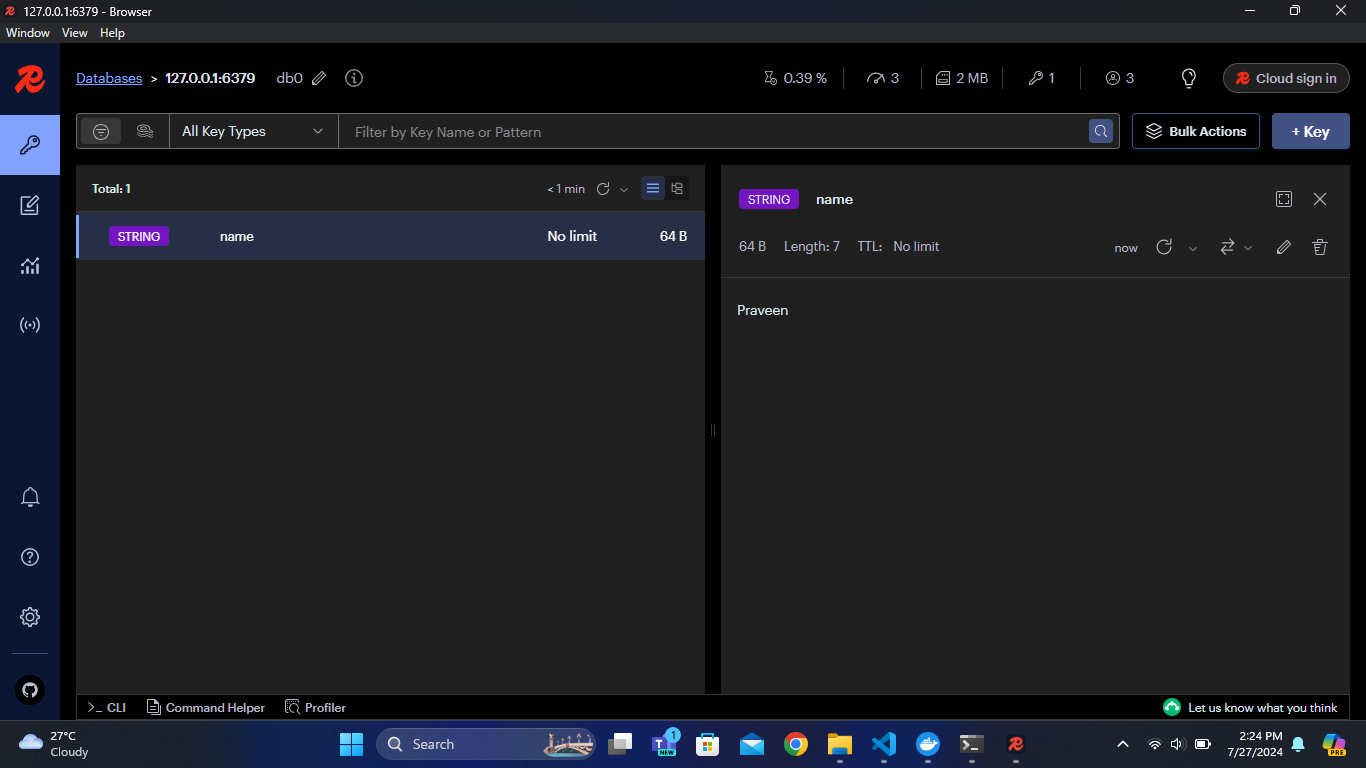 127.0.0.1:6379 - Browser
Window View Help
Databases > 127.0.0.1:6379 db0 0.39 % 3 2 MB 1 3 Cloud sign in
All Key Types Filter by Key Name or Pattern Bulk Actions + Key
Total: 1 < 1 min
STRING name No limit 64 B
STRING name
64 B Length: 7 TTL: No limit now
Praveen
>_ CLI Command Helper Profiler Let us know what you think
27°C
Cloudy
Search
1
NEW
2:24 PM
7/27/2024
PRE